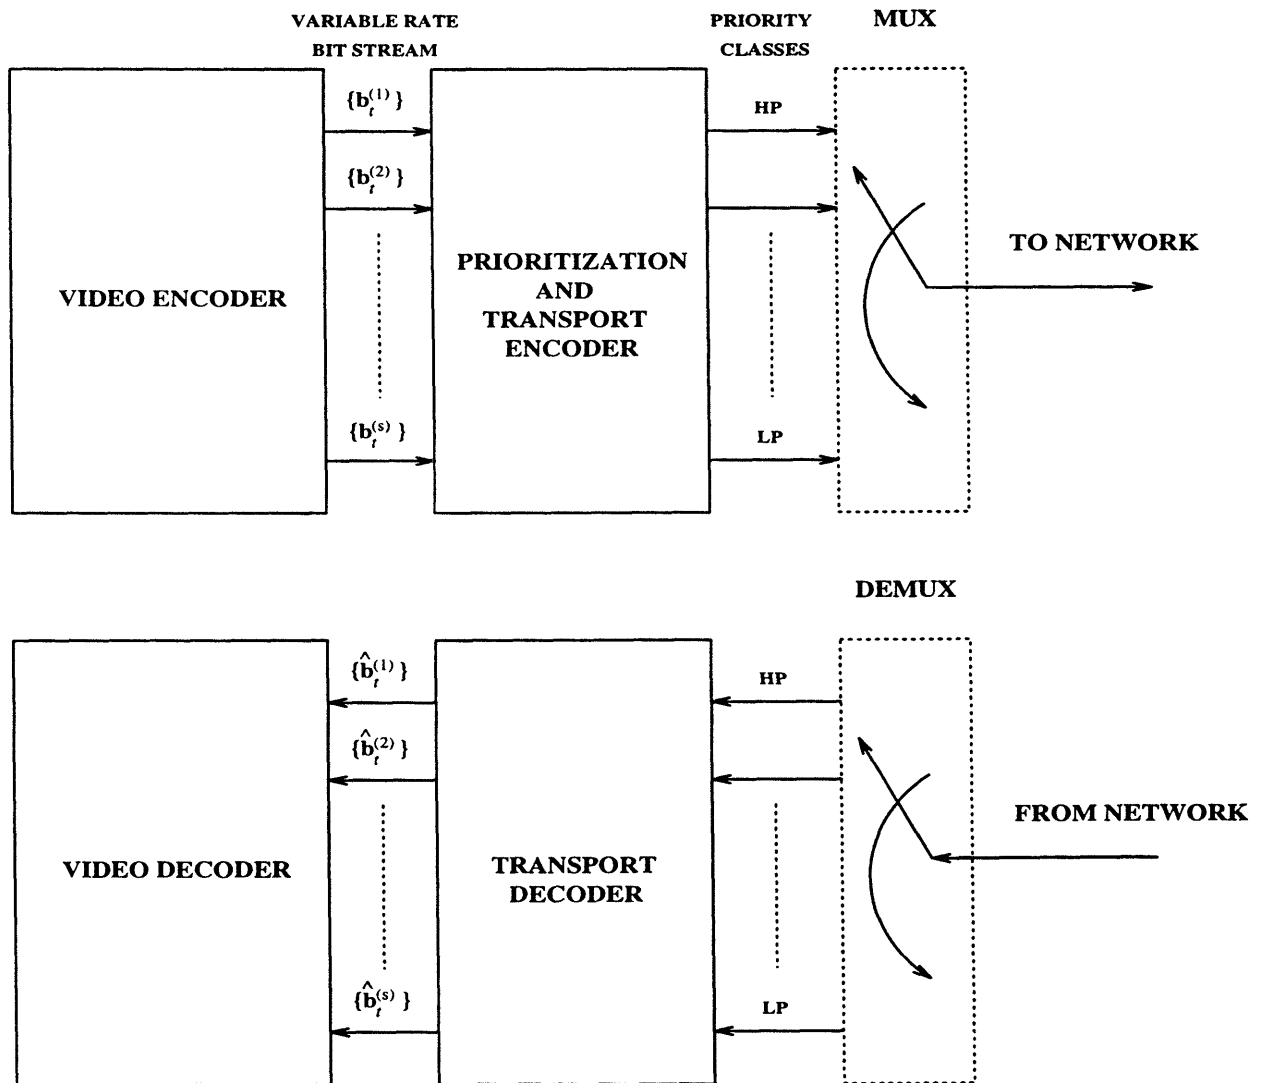 VARIABLE RATE
BIT STREAM
PRIORITY
CLASSES
MUX
{b_t^(1)}
HP
{b_t^(2)}
TO NETWORK
VIDEO ENCODER
PRIORITIZATION
AND
TRANSPORT
ENCODER
{b_t^(s)}
LP
DEMUX
{b̂_t^(1)}
HP
{b̂_t^(2)}
FROM NETWORK
VIDEO DECODER
TRANSPORT
DECODER
{b̂_t^(s)}
LP